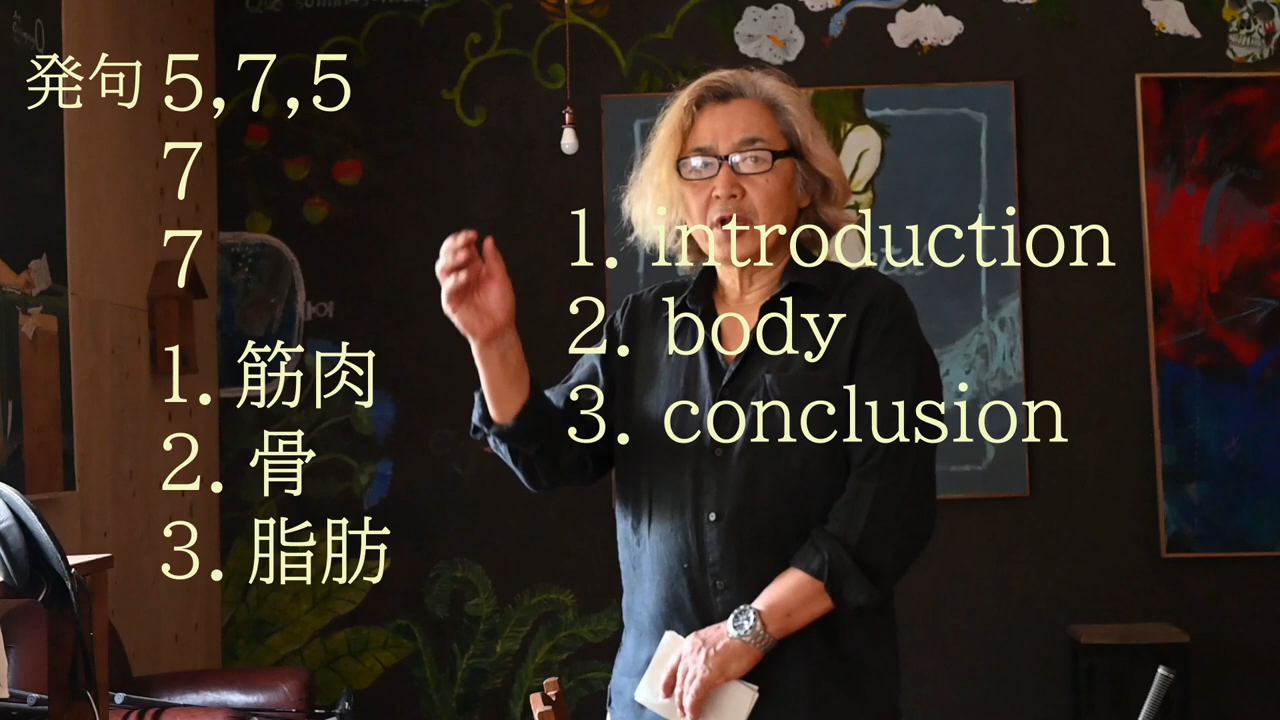 発句 5,7,5
7
7
1. 筋肉
2. 骨
3. 脂肪
1. introduction
2. body
3. conclusion